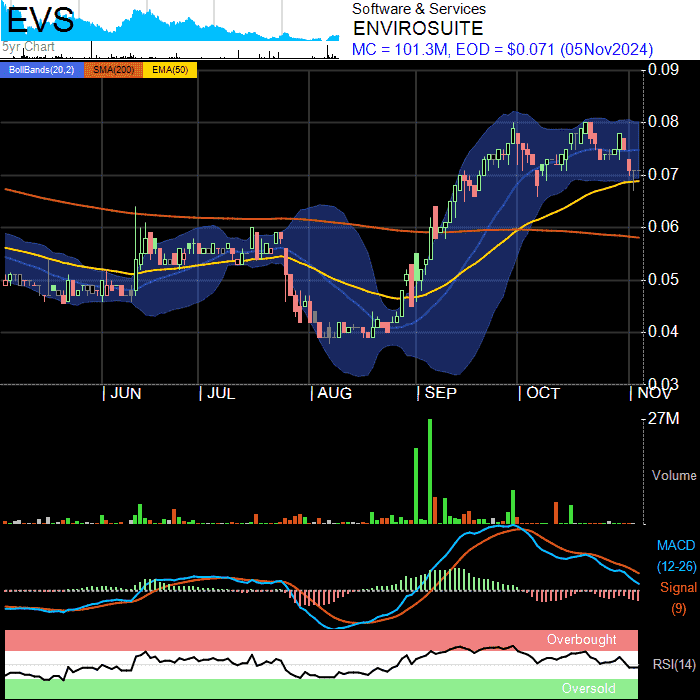 EVS
5yr Chart
Software & Services
ENVIROSUITE
MC = 101.3M, EOD = $0.071 (05Nov2024)
BollBands(20,2) SMA(200) EMA(50)
0.09
0.08
0.07
0.06
0.05
0.04
0.03
| JUN | JUL | AUG | SEP | OCT | NOV
27M
Volume
MACD
(12-26)
Signal
(9)
Overbought
RSI(14)
Oversold